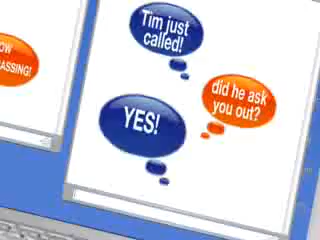 OW
ASSING!
Tim just
called!
did he ask
you out?
YES!